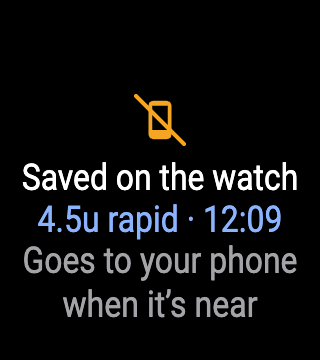 Saved on the watch
4.5u rapid · 12:09
Goes to your phone
when it’s near